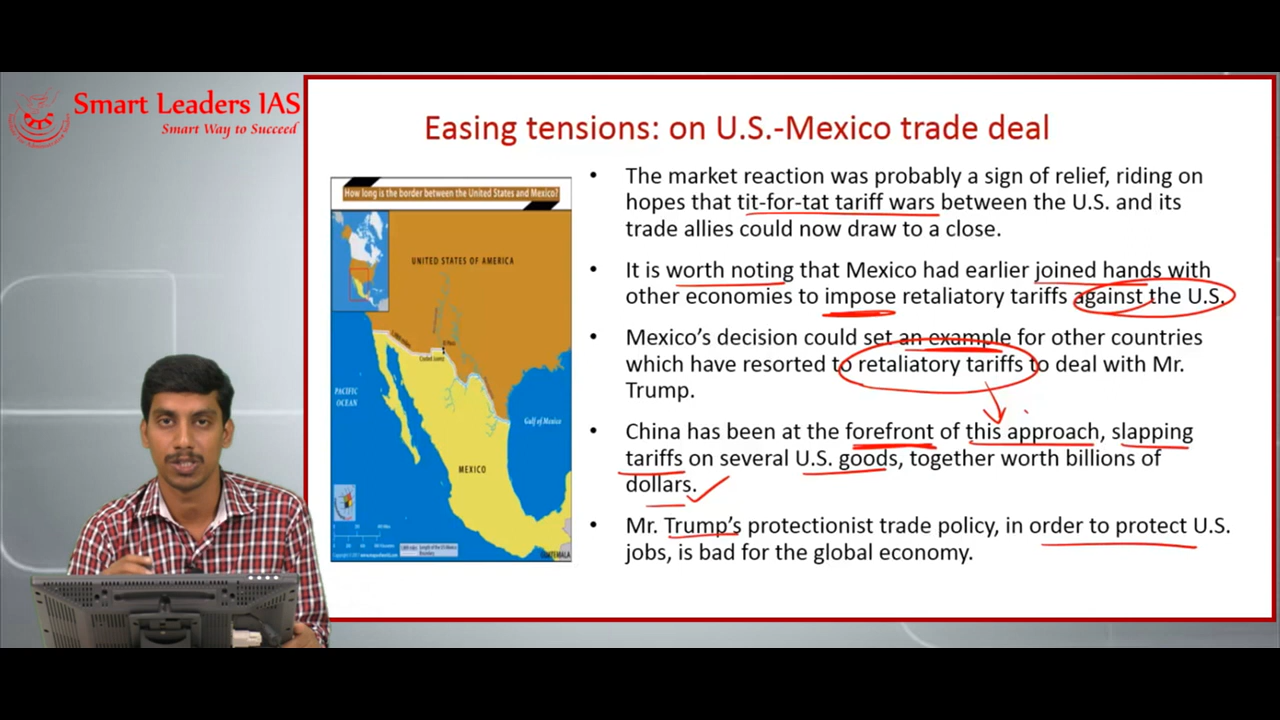 Smart Leaders IAS
Smart Way to Succeed
Easing tensions: on U.S.-Mexico trade deal
How long is the border between the United States and Mexico?
UNITED STATES OF AMERICA
El Paso
Ciudad Juarez
PACIFIC
OCEAN
Gulf of Mexico
MEXICO
GUATEMALA
• The market reaction was probably a sign of relief, riding on
hopes that tit-for-tat tariff wars between the U.S. and its
trade allies could now draw to a close.
• It is worth noting that Mexico had earlier joined hands with
other economies to impose retaliatory tariffs against the U.S.
• Mexico’s decision could set an example for other countries
which have resorted to retaliatory tariffs to deal with Mr.
Trump.
• China has been at the forefront of this approach, slapping
tariffs on several U.S. goods, together worth billions of
dollars.
• Mr. Trump’s protectionist trade policy, in order to protect U.S.
jobs, is bad for the global economy.